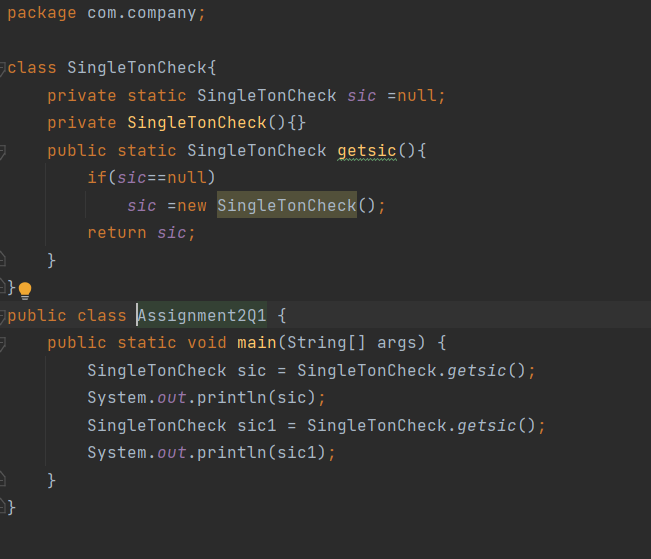 package com.company;
class SingleTonCheck{
    private static SingleTonCheck sic =null;
    private SingleTonCheck(){}
    public static SingleTonCheck getsic(){
        if(sic==null)
            sic =new SingleTonCheck();
        return sic;
    }
}
public class Assignment2Q1 {
    public static void main(String[] args) {
        SingleTonCheck sic = SingleTonCheck.getsic();
        System.out.println(sic);
        SingleTonCheck sic1 = SingleTonCheck.getsic();
        System.out.println(sic1);
    }
}